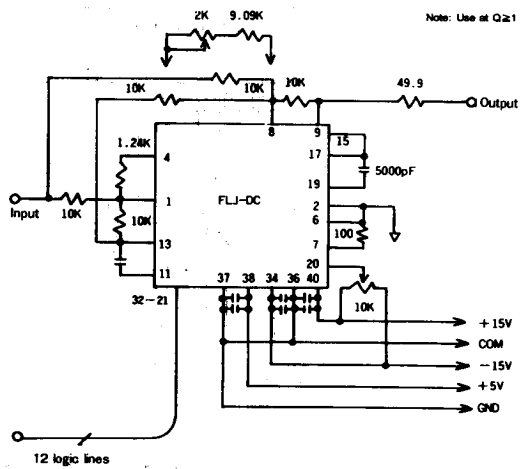 2K 9.09K
Note: Use at Q≥1
10K 10K 10K 49.9
Output
8 9
1.24K 4 15
17
5000pF
19
Input 10K 1 FLJ-DC 2
10K 6
13 100 7
11 20
37 38 34 36 40
32-21 10K
+15V
COM
-15V
+5V
GND
12 logic lines